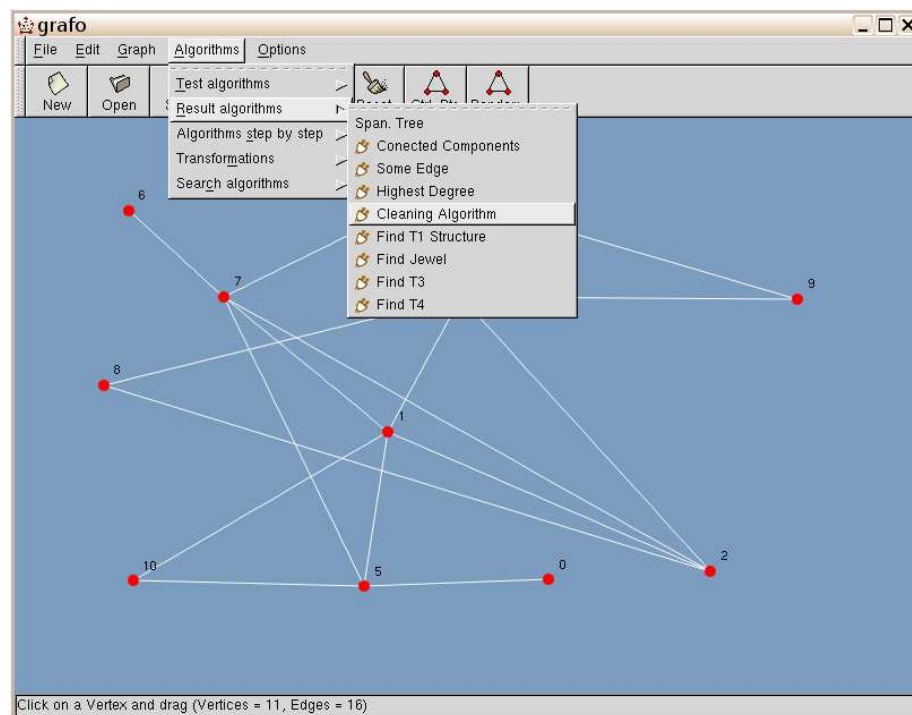 grafo
File Edit Graph Algorithms Options
New Open
Test algorithms
Result algorithms
Algorithms step by step
Transformations
Search algorithms
Span. Tree
Conected Components
Some Edge
Highest Degree
Cleaning Algorithm
Find T1 Structure
Find Jewel
Find T3
Find T4
6
7
9
8
1
10
5
0
2
Click on a Vertex and drag (Vertices = 11, Edges = 16)